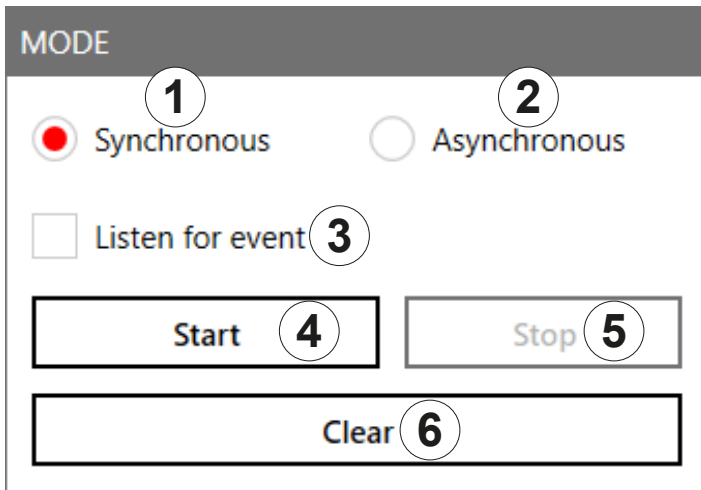 MODE
1 2
Synchronous Asynchronous
Listen for event 3
Start 4 Stop 5
Clear 6